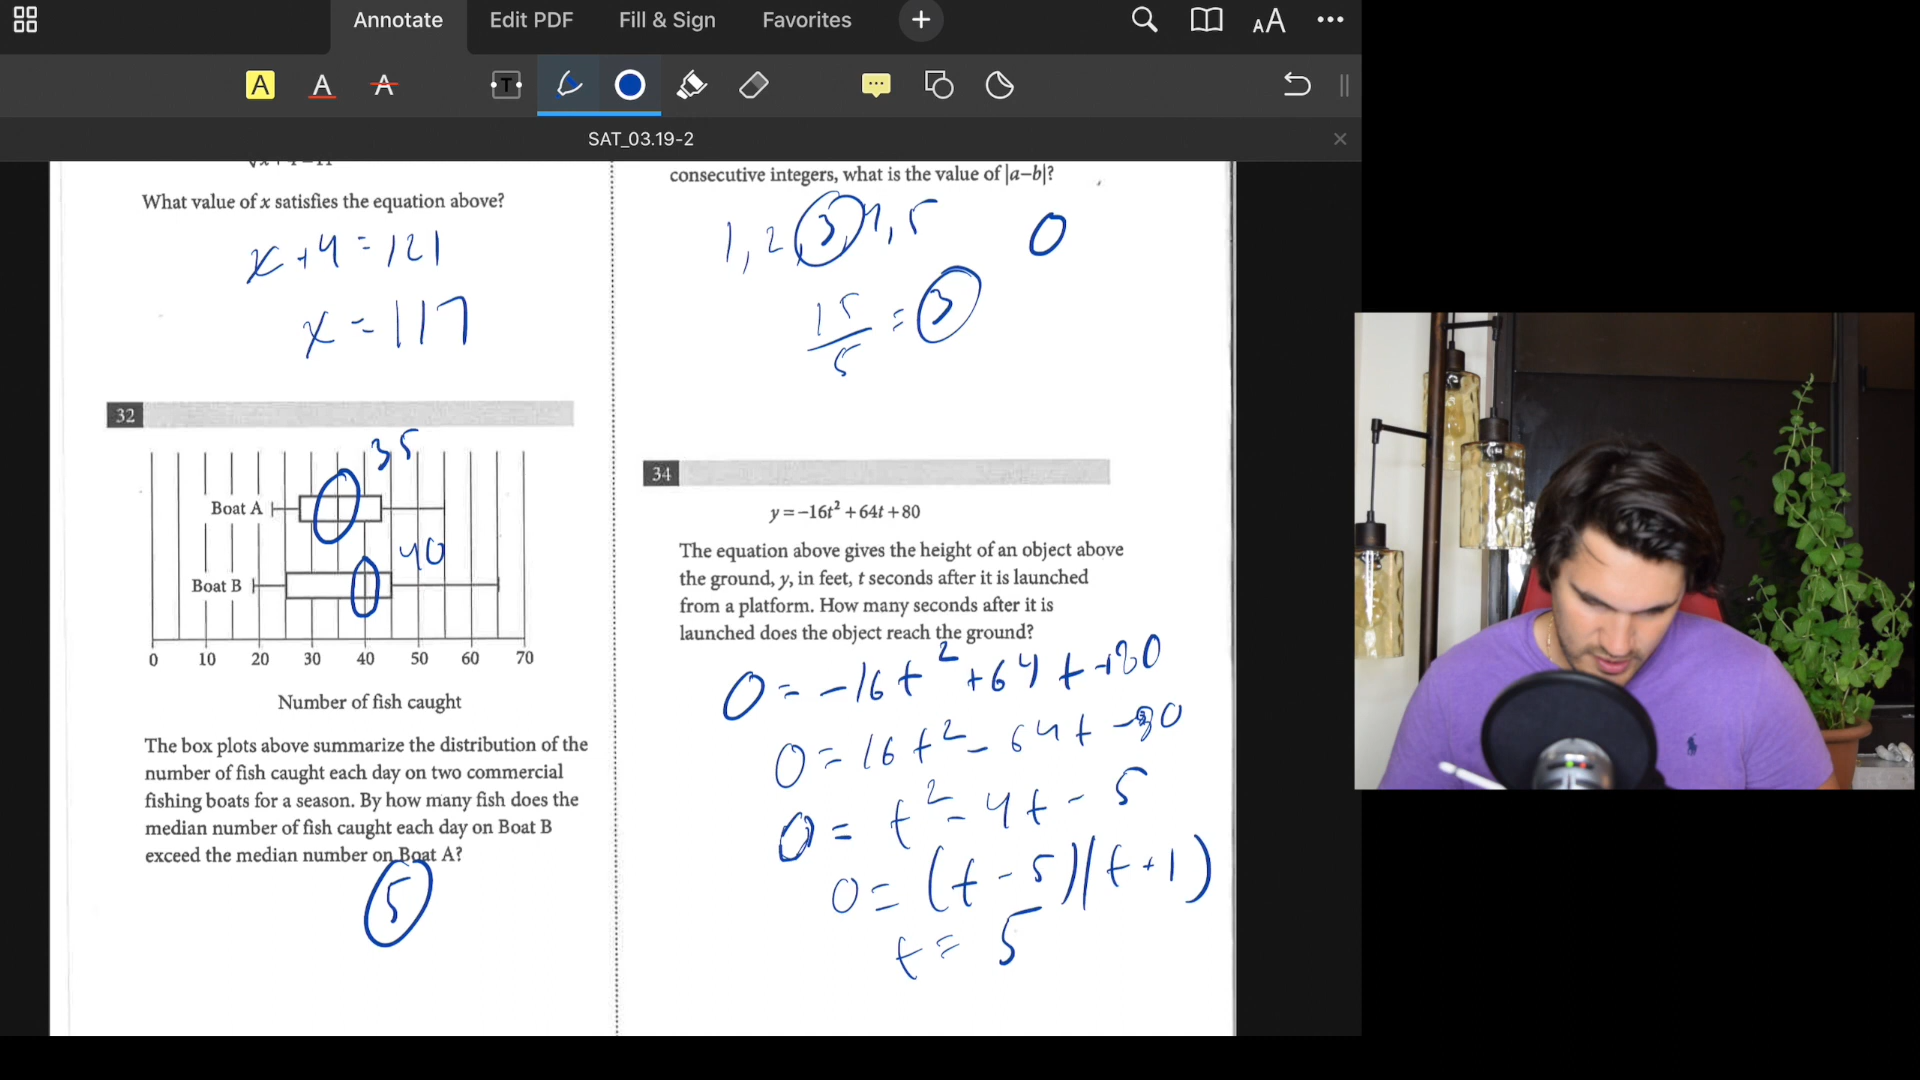 Annotate Edit PDF Fill & Sign Favorites + AA
A A A T
SAT_03.19-2
What value of x satisfies the equation above?
x + 4 = 121
x = 117
32
35
Boat A
40
Boat B
0 10 20 30 40 50 60 70
Number of fish caught
The box plots above summarize the distribution of the
number of fish caught each day on two commercial
fishing boats for a season. By how many fish does the
median number of fish caught each day on Boat B
exceed the median number on Boat A?
5
consecutive integers, what is the value of |a–b|?
1, 2, 3, 4, 5
0
15/5 = 3
34
y = –16t² + 64t + 80
The equation above gives the height of an object above
the ground, y, in feet, t seconds after it is launched
from a platform. How many seconds after it is
launched does the object reach the ground?
0 = -16t² + 64t + 80
0 = 16t² - 64t - 80
0 = t² - 4t - 5
0 = (t - 5)(t + 1)
t = 5